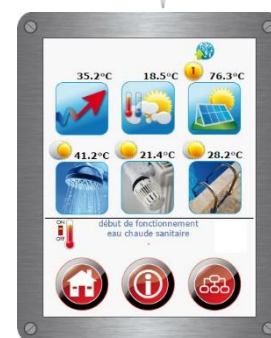 35.2°C 18.5°C 1 76.3°C
41.2°C 21.4°C 28.2°C
ON
OFF
début de fonctionnement
eau chaude sanitaire
-
i